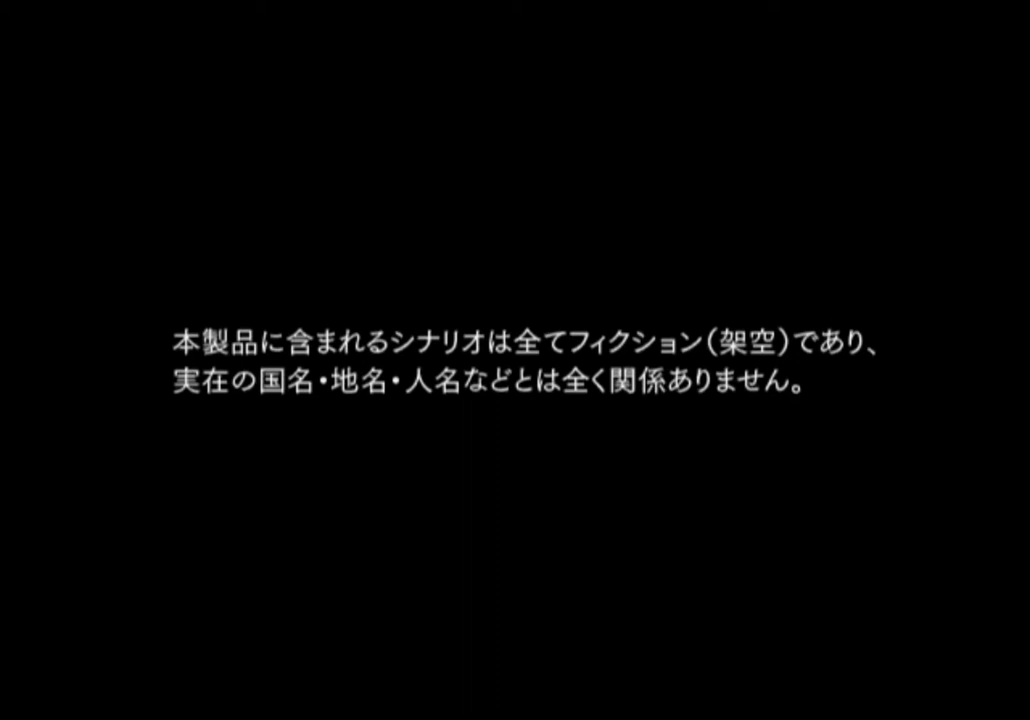 本製品に含まれるシナリオは全てフィクション（架空）であり、
実在の国名・地名・人名などとは全く関係ありません。